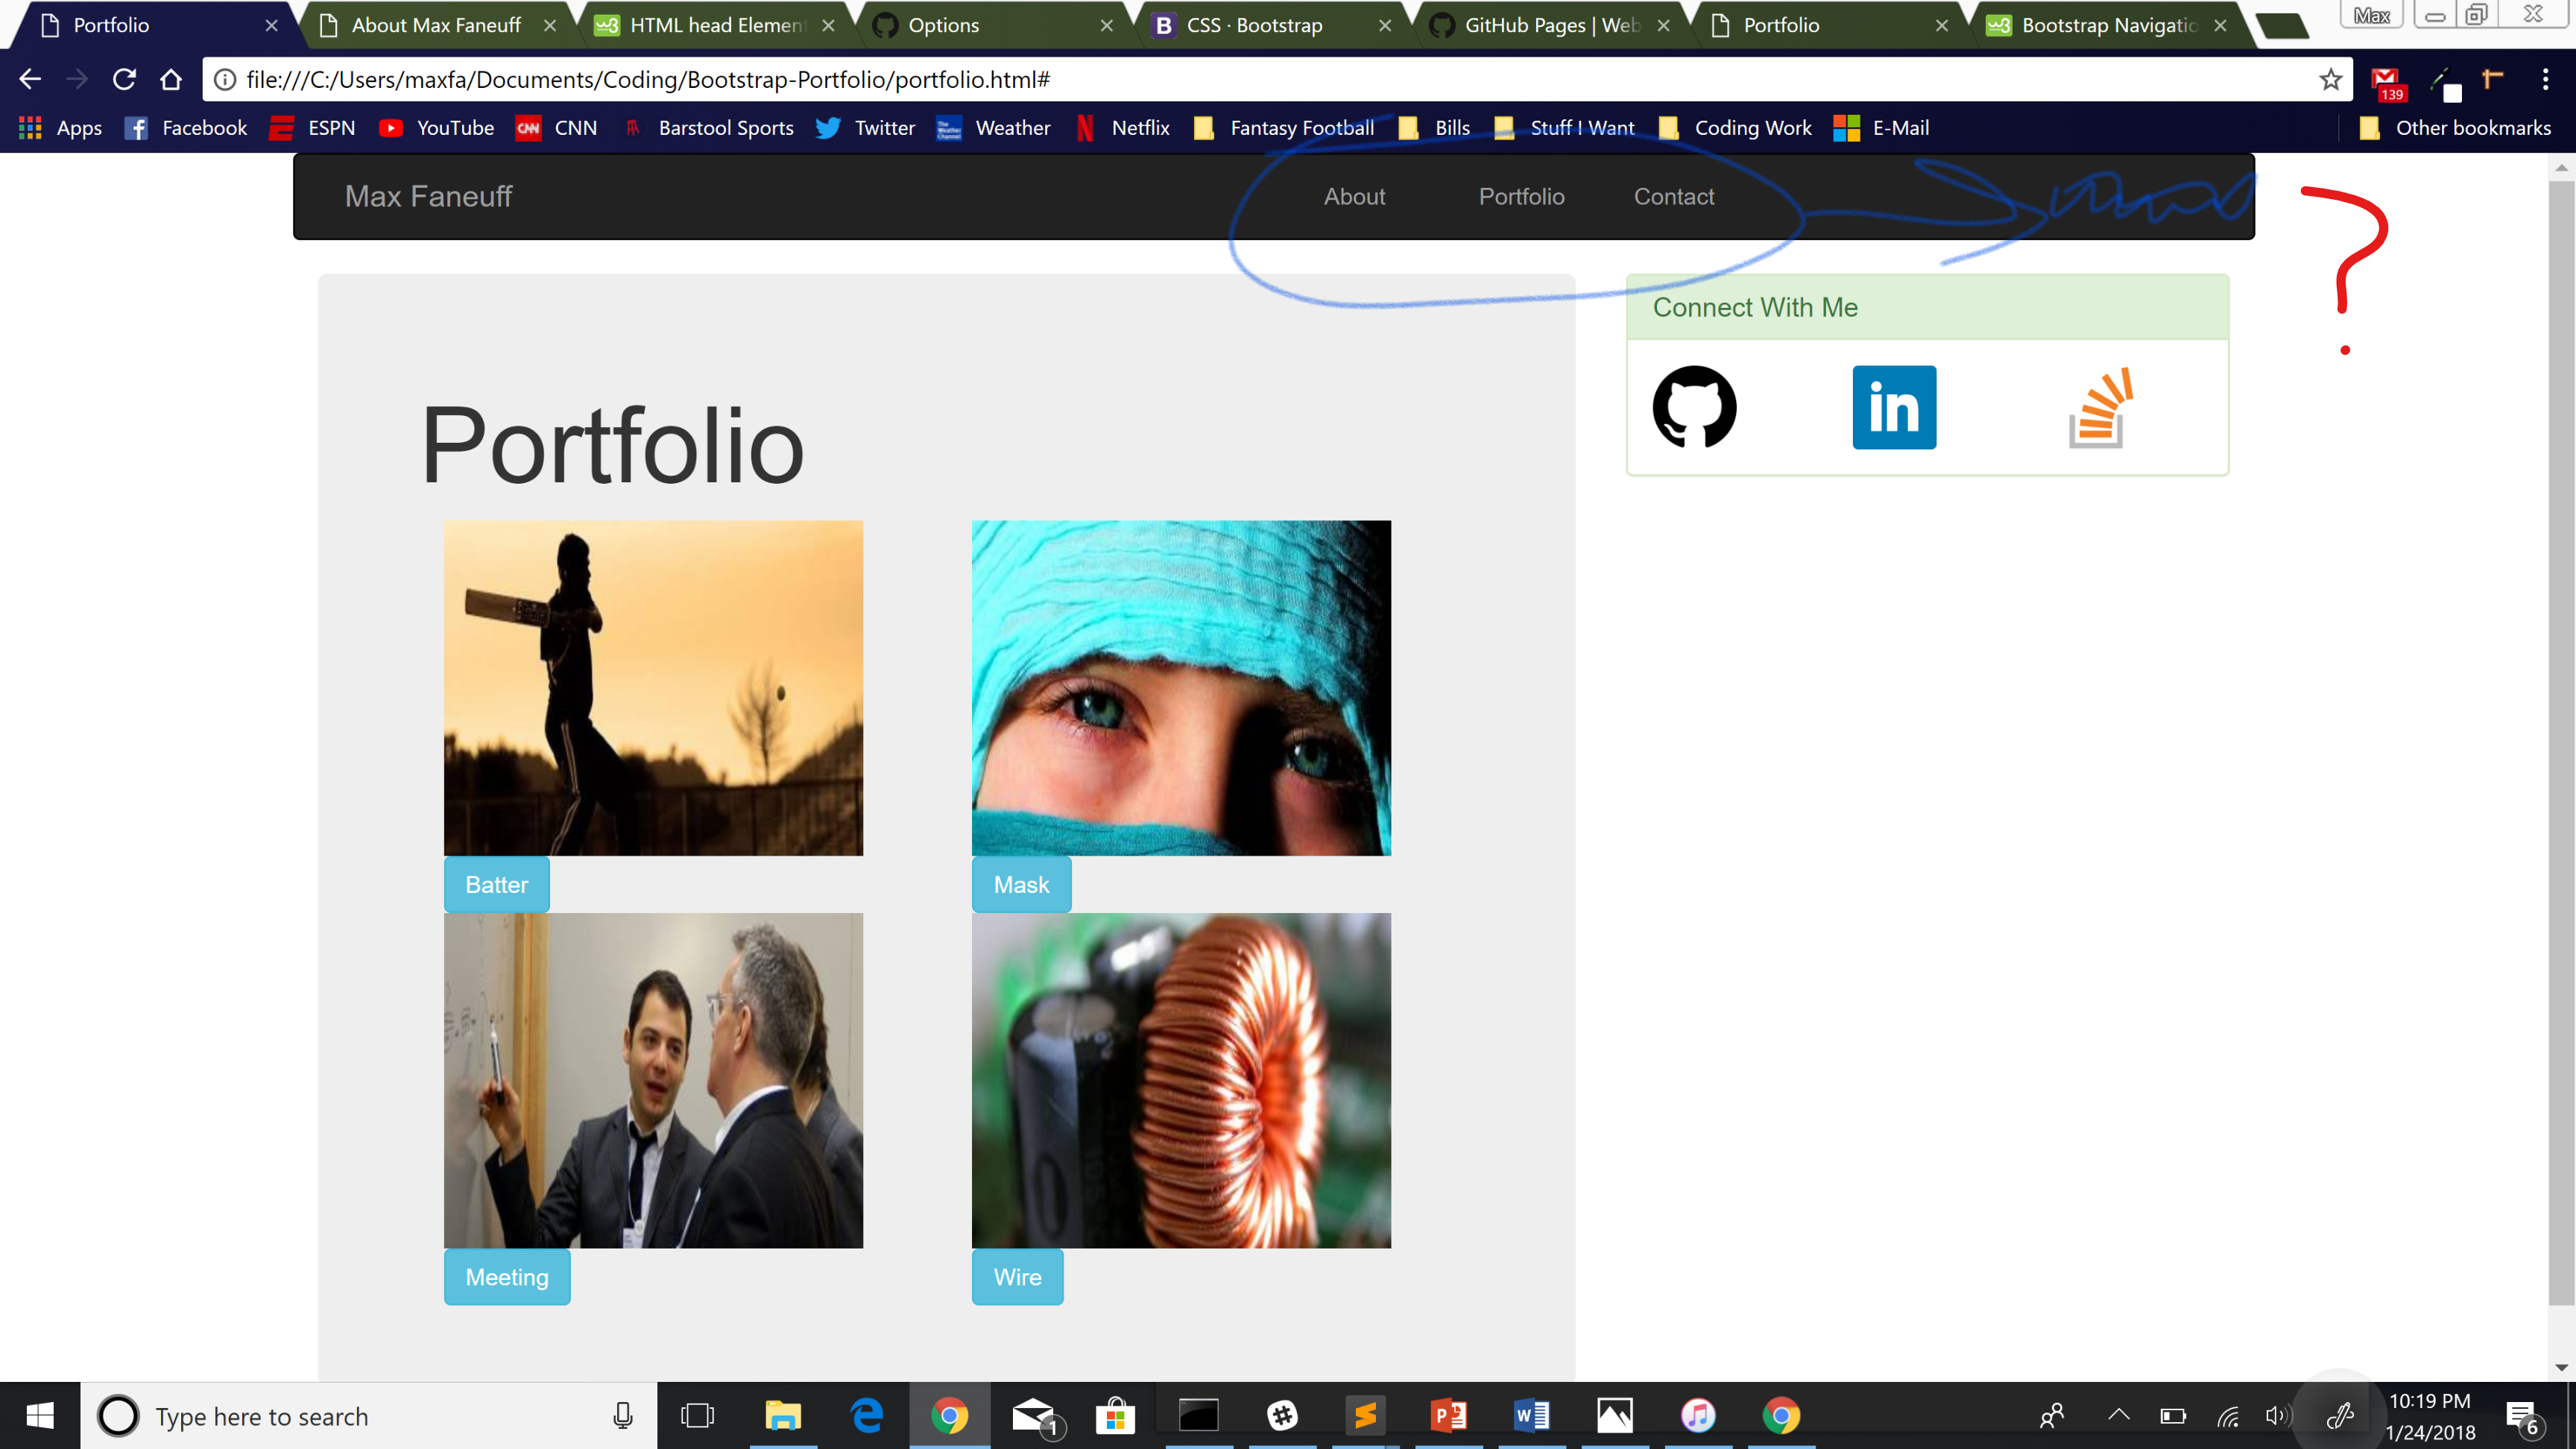 Portfolio
About Max Faneuff
HTML head Elemen
Options
CSS · Bootstrap
GitHub Pages | Web
Portfolio
Bootstrap Navigatio
Max
file:///C:/Users/maxfa/Documents/Coding/Bootstrap-Portfolio/portfolio.html#
139
Apps Facebook ESPN YouTube CNN Barstool Sports Twitter Weather Netflix Fantasy Football Bills Stuff I Want Coding Work E-Mail Other bookmarks
Max Faneuff About Portfolio Contact
?
Connect With Me
in
Portfolio
Batter Mask
Meeting Wire
Type here to search
1
10:19 PM
1/24/2018
6